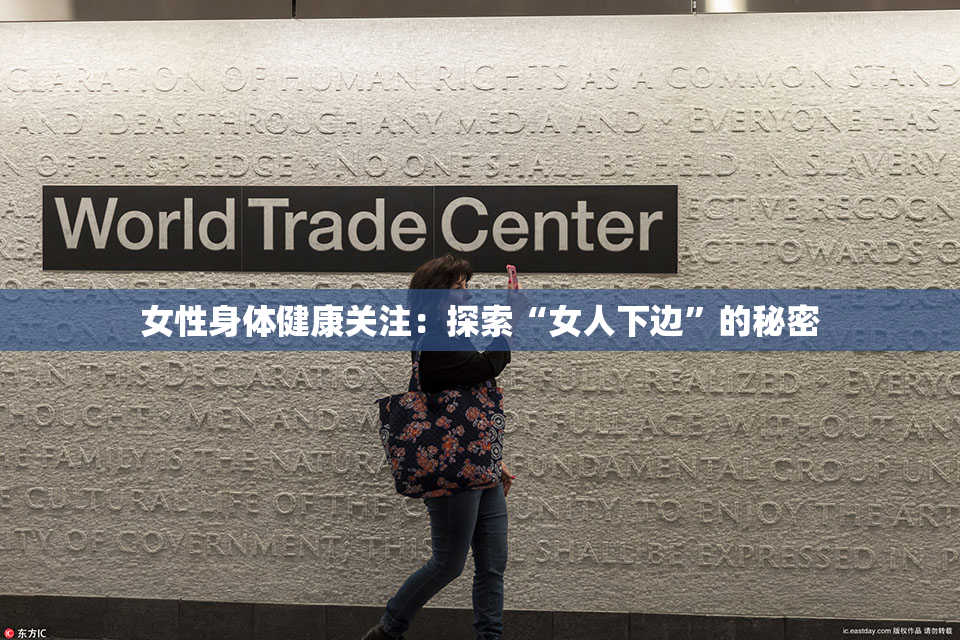 CLARATION OF HUMAN RIGHTS AS A COMMON STAND
AND IDEAS THROUGH ANY MEDIA AND • EVERYONE HAS T
N OF THIS PLEDGE • NO ONE SHALL BE HELD IN SLAVERY
World Trade Center
ECTIVE RECOGN
ACT TOWARDS O
女性身体健康关注：探索“女人下边”的秘密
H IN THIS DECLARATION FULLY REALIZED • EVERYO
THOUGHT MEN AND OF FULL AGE, WITHO
E FAMILY IS THE NATURA FUNDAMENTAL GROUP
E CULTURAL LIFE OF THE UNITY, TO ENJOY THE ART
TY OF GOVERNMENT; THIS SHALL BE EXPRESSED IN P
东方IC
ic.eastday.com 版权作品 请勿转载